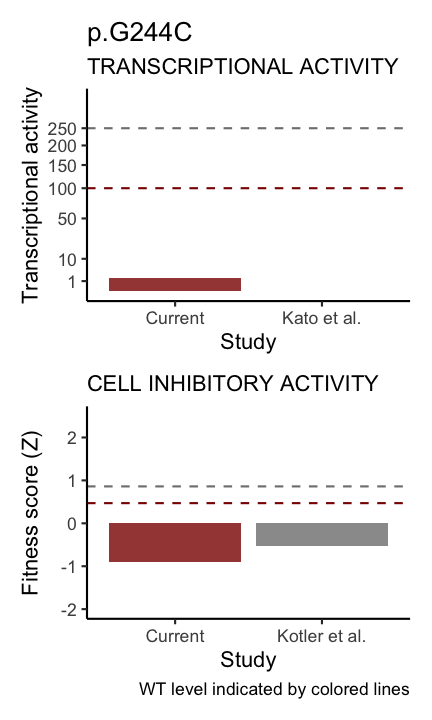 p.G244C
TRANSCRIPTIONAL ACTIVITY
Transcriptional activity
250
200
150
100
50
10
1
Current
Kato et al.
Study
CELL INHIBITORY ACTIVITY
Fitness score (Z)
2
1
0
-1
-2
Current
Kotler et al.
Study
WT level indicated by colored lines